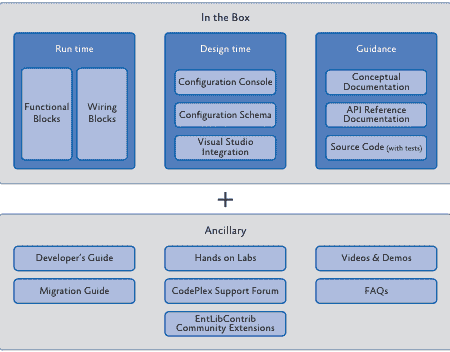 In the Box
Run time
Functional
Blocks
Wiring
Blocks
Design time
Configuration Console
Configuration Schema
Visual Studio
Integration
Guidance
Conceptual
Documentation
API Reference
Documentation
Source Code (with tests)
+
Ancillary
Developer's Guide
Hands on Labs
Videos & Demos
Migration Guide
CodePlex Support Forum
FAQs
EntLibContrib
Community Extensions